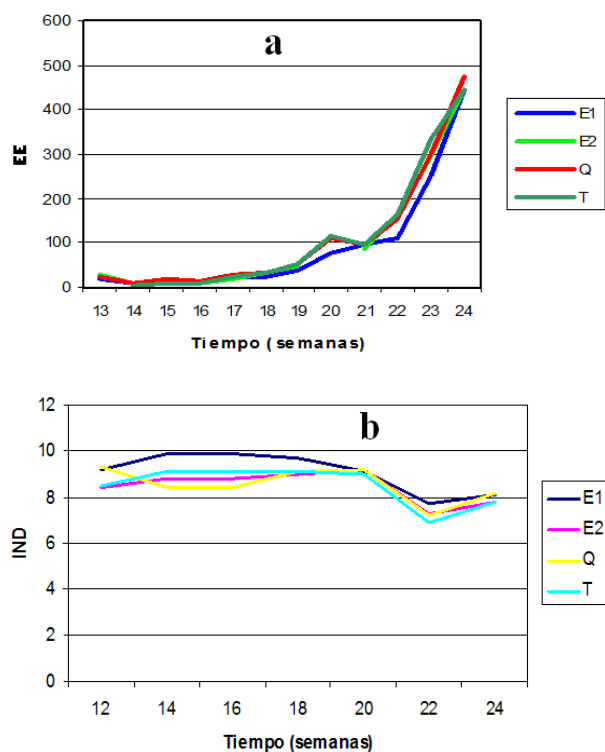 a
600
500
400
300
200
100
0
EE
13 14 15 16 17 18 19 20 21 22 23 24
Tiempo (semanas)
E1
E2
Q
T
b
12
10
8
6
4
2
0
IND
12 14 16 18 20 22 24
Tiempo (semanas)
E1
E2
Q
T